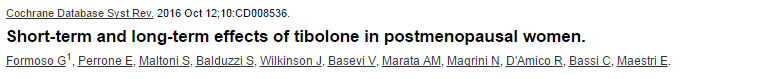 Cochrane Database Syst Rev. 2016 Oct 12;10:CD008536.
Short-term and long-term effects of tibolone in postmenopausal women.
Formoso G1, Perrone E, Maltoni S, Balduzzi S, Wilkinson J, Basevi V, Marata AM, Magrini N, D'Amico R, Bassi C, Maestri E.